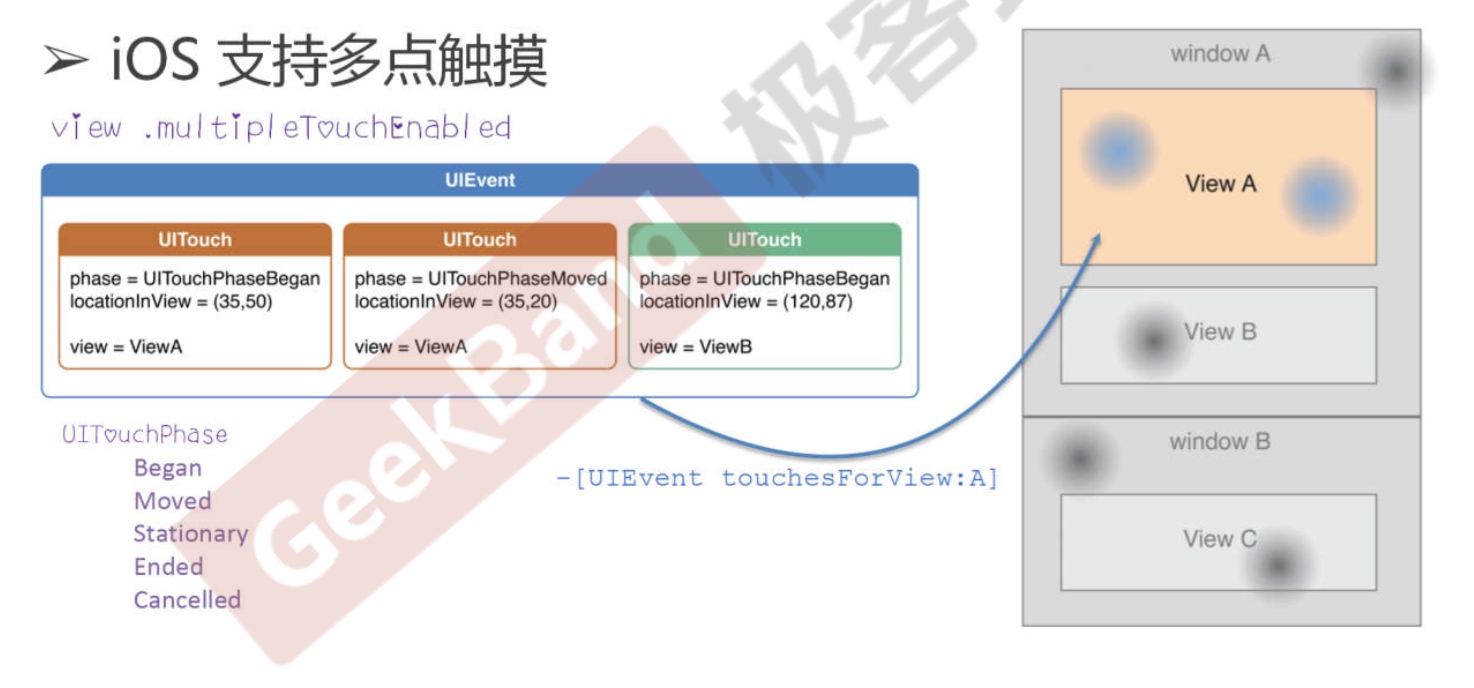 ➢ iOS 支持多点触摸
view .multipleTouchEnabled
UIEvent
UITouch
phase = UITouchPhaseBegan
locationInView = (35,50)
view = ViewA
UITouch
phase = UITouchPhaseMoved
locationInView = (35,20)
view = ViewA
UITouch
phase = UITouchPhaseBegan
locationInView = (120,87)
view = ViewB
UITouchPhase
Began
Moved
Stationary
Ended
Cancelled
-[UIEvent touchesForView:A]
window A
View A
View B
window B
View C
GeekBand 极客